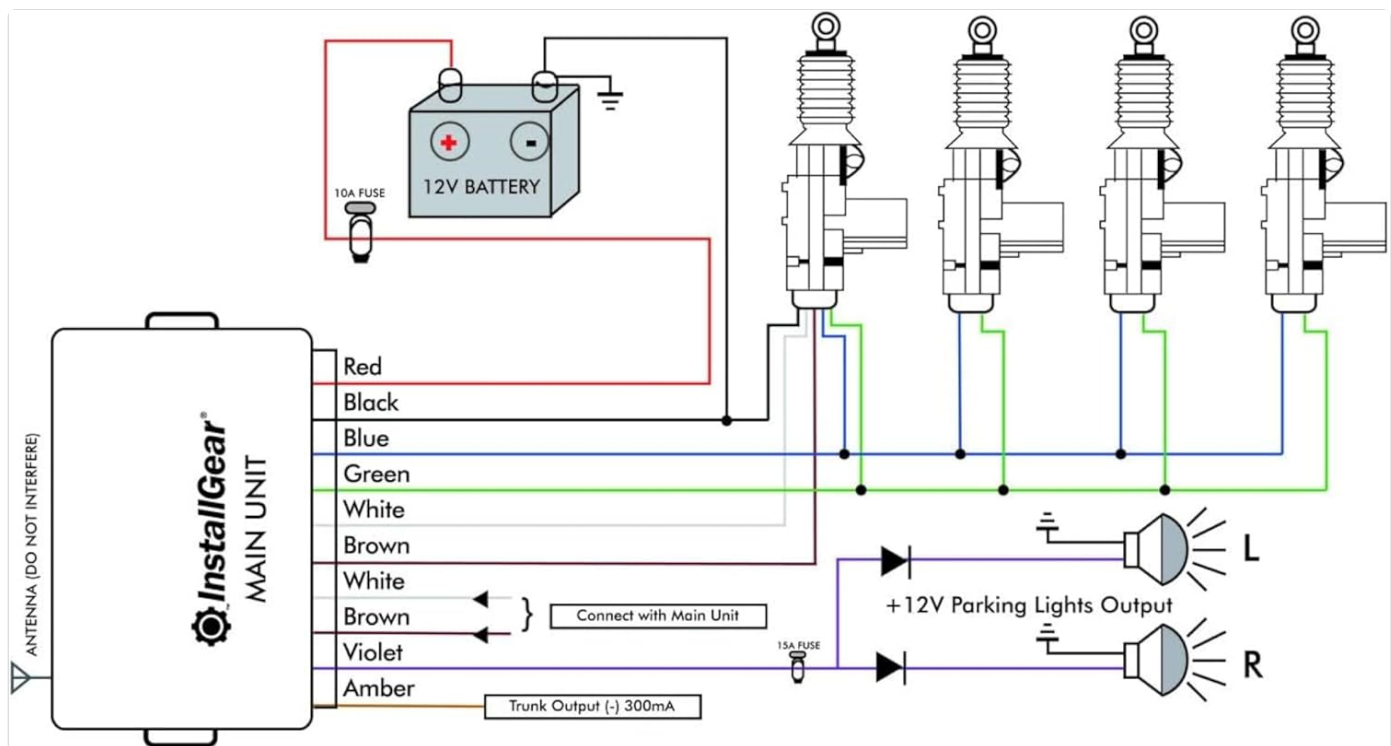 10A FUSE
+
-
12V BATTERY
Red
Black
Blue
Green
White
Brown
White
Brown
Violet
Amber
ANTENNA (DO NOT INTERFERE)
InstallGear®
MAIN UNIT
} Connect with Main Unit
15A FUSE
Trunk Output (-) 300mA
L
+12V Parking Lights Output
R